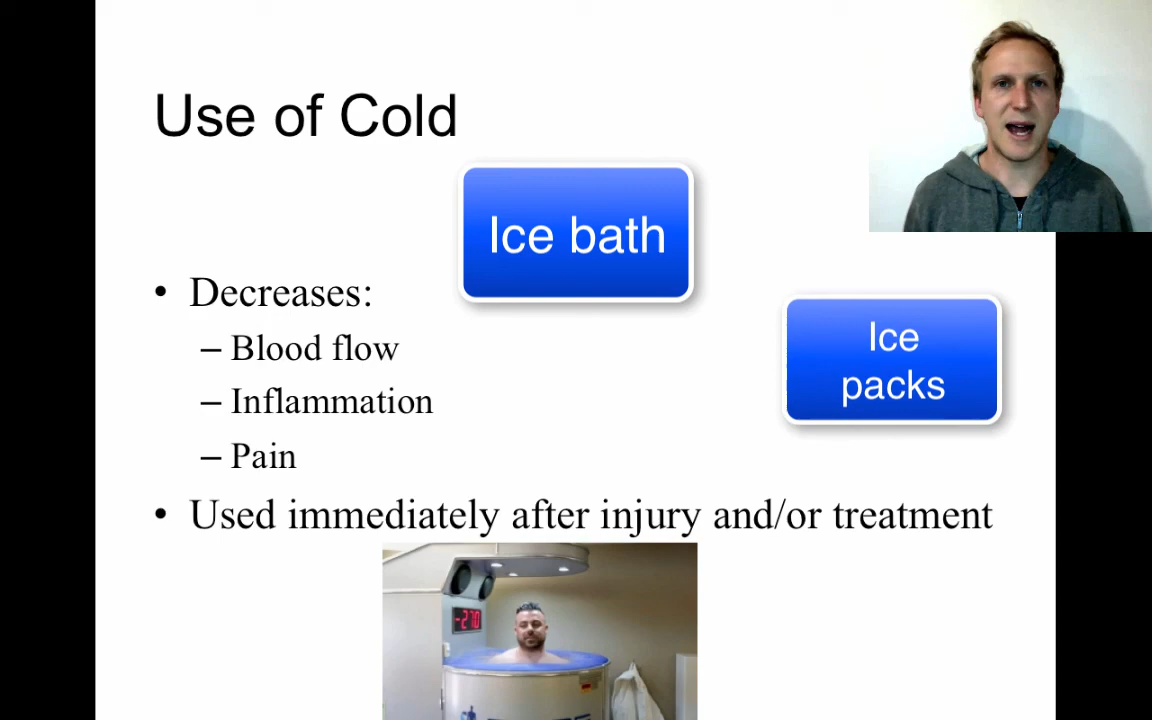 Use of Cold
Ice bath
• Decreases:
– Blood flow
– Inflammation
– Pain
Ice
packs
• Used immediately after injury and/or treatment
-270